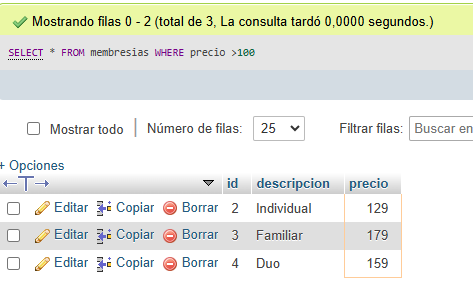 Mostrando filas 0 - 2 (total de 3, La consulta tardó 0,0000 segundos.)
SELECT * FROM membresias WHERE precio >100
Mostrar todo | Número de filas: 25 Filtrar filas: Buscar en
+ Opciones
←T→ id descripcion precio
Editar Copiar Borrar 2 Individual 129
Editar Copiar Borrar 3 Familiar 179
Editar Copiar Borrar 4 Duo 159